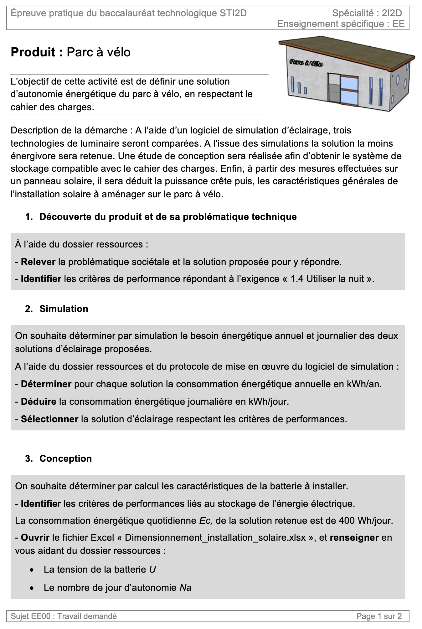 Épreuve pratique du baccalauréat technologique STI2D
Spécialité : 2I2D
Enseignement spécifique : EE
Produit : Parc à vélo
Parc à Vélo
L'objectif de cette activité est de définir une solution
d'autonomie énergétique du parc à vélo, en respectant le
cahier des charges.
Description de la démarche : A l'aide d'un logiciel de simulation d'éclairage, trois
technologies de luminaire seront comparées. A l'issue des simulations la solution la moins
énergivore sera retenue. Une étude de conception sera réalisée afin d'obtenir le système de
stockage compatible avec le cahier des charges. Enfin, à partir des mesures effectuées sur
un panneau solaire, il sera déduit la puissance crête puis, les caractéristiques générales de
l'installation solaire à aménager sur le parc à vélo.
1. Découverte du produit et de sa problématique technique
À l'aide du dossier ressources :
- Relever la problématique sociétale et la solution proposée pour y répondre.
- Identifier les critères de performance répondant à l'exigence « 1.4 Utiliser la nuit ».
2. Simulation
On souhaite déterminer par simulation le besoin énergétique annuel et journalier des deux
solutions d'éclairage proposées.
A l'aide du dossier ressources et du protocole de mise en œuvre du logiciel de simulation :
- Déterminer pour chaque solution la consommation énergétique annuelle en kWh/an.
- Déduire la consommation énergétique journalière en kWh/jour.
- Sélectionner la solution d'éclairage respectant les critères de performances.
3. Conception
On souhaite déterminer par calcul les caractéristiques de la batterie à installer.
- Identifier les critères de performances liés au stockage de l'énergie électrique.
La consommation énergétique quotidienne Ec, de la solution retenue est de 400 Wh/jour.
- Ouvrir le fichier Excel « Dimensionnement_installation_solaire.xlsx », et renseigner en
vous aidant du dossier ressources :
• La tension de la batterie U
• Le nombre de jour d'autonomie Na
Sujet EE00 : Travail demandé
Page 1 sur 2